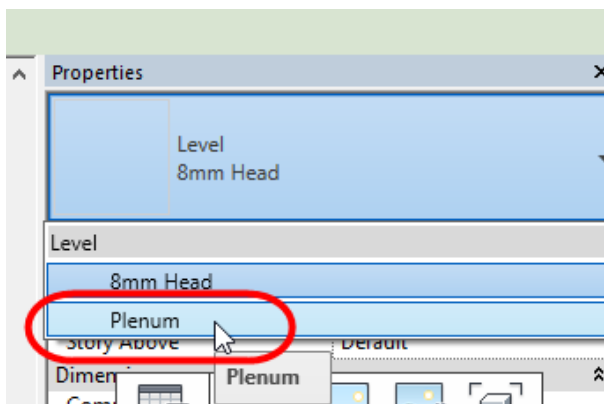 Properties
Level
8mm Head
Level
8mm Head
Plenum
Story Above Default
Plenum